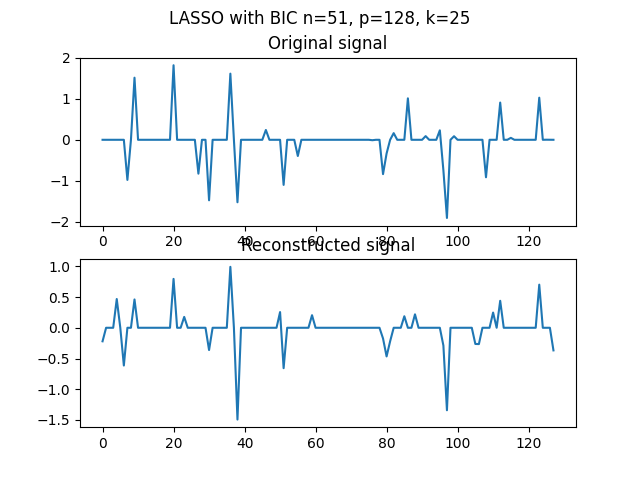 LASSO with BIC n=51, p=128, k=25
Original signal
2
1
0
−1
−2
0 20 40 60 80 100 120
Reconstructed signal
1.0
0.5
0.0
−0.5
−1.0
−1.5
0 20 40 60 80 100 120